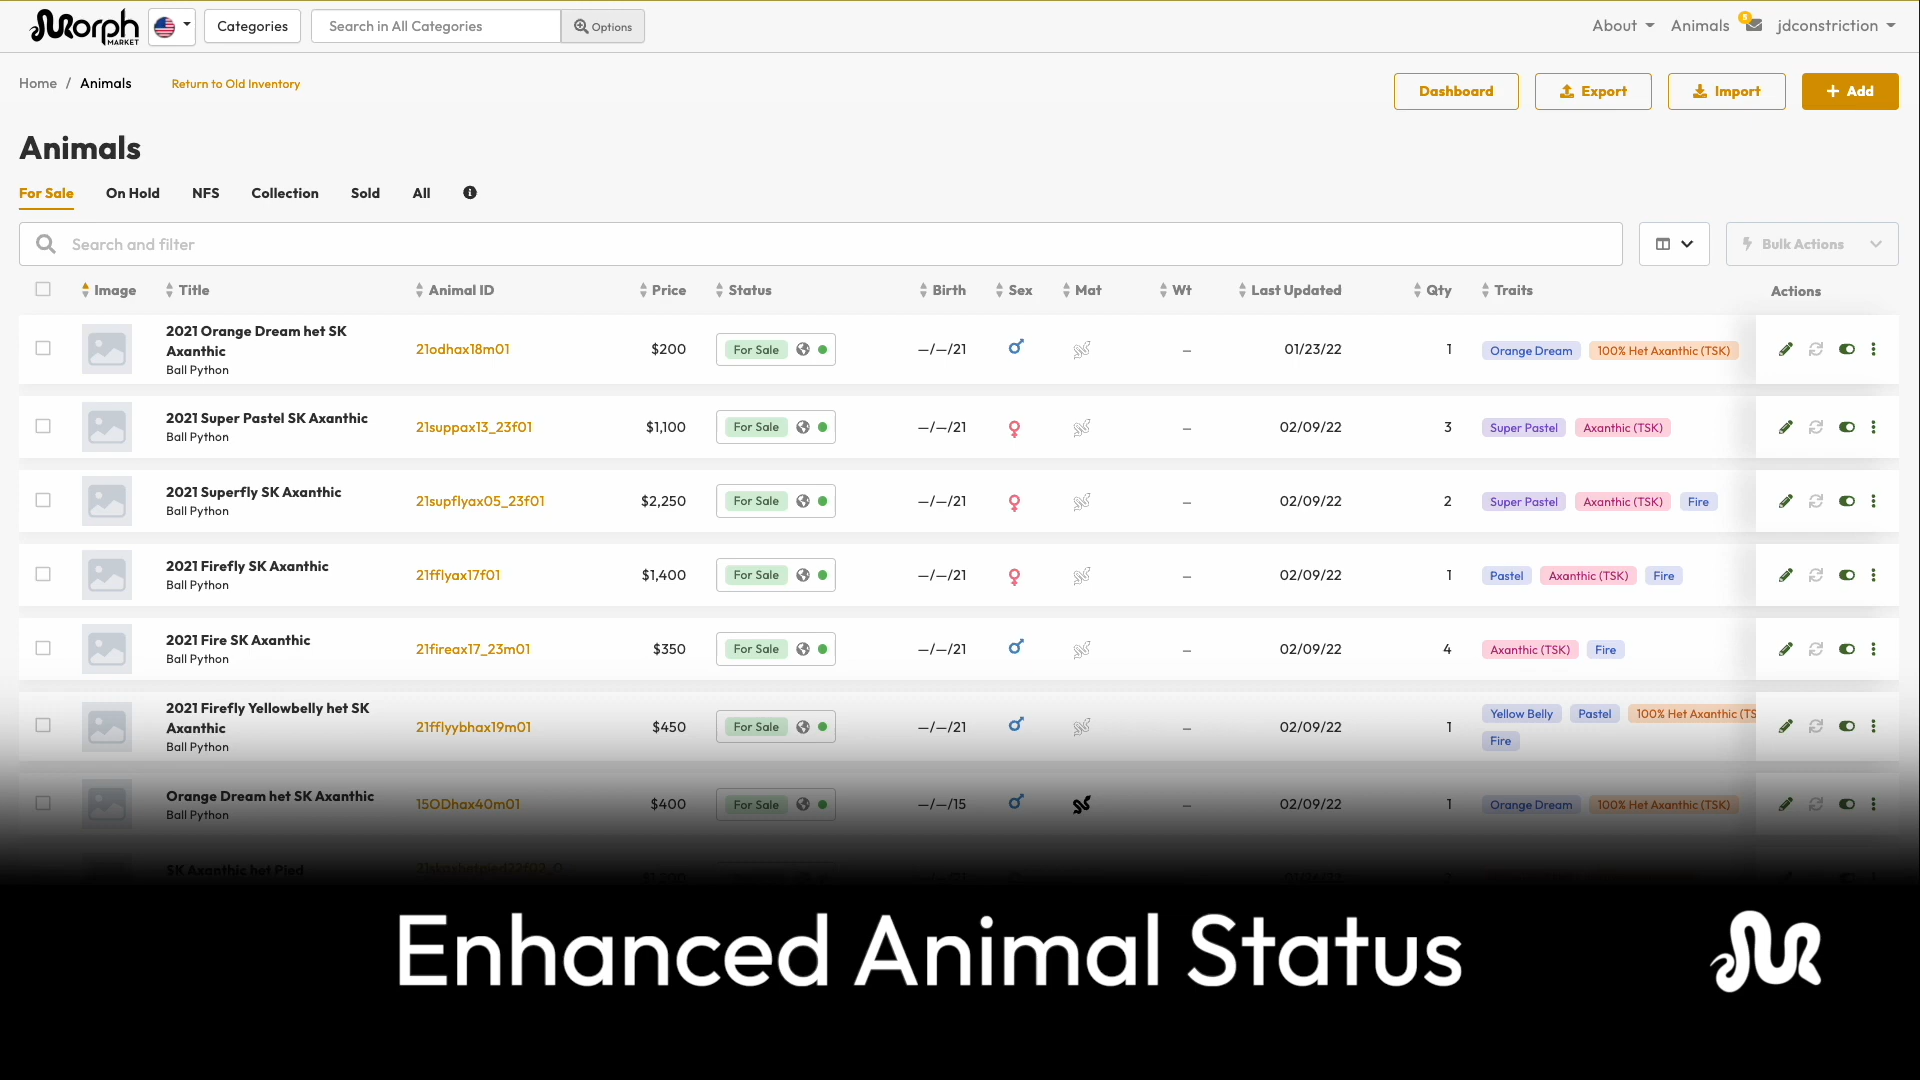 Morph MARKET Categories Search in All Categories Options About Animals 5 jdconstriction
Home / Animals Return to Old Inventory Dashboard Export Import + Add
Animals
For Sale On Hold NFS Collection Sold All
Search and filter Bulk Actions
Image Title Animal ID Price Status Birth Sex Mat Wt Last Updated Qty Traits Actions
2021 Orange Dream het SK
Axanthic
Ball Python
21odhax18m01 $200 For Sale —/—/21 – 01/23/22 1 Orange Dream 100% Het Axanthic (TSK)
2021 Super Pastel SK Axanthic
Ball Python
21suppax13_23f01 $1,100 For Sale —/—/21 – 02/09/22 3 Super Pastel Axanthic (TSK)
2021 Superfly SK Axanthic
Ball Python
21supflyax05_23f01 $2,250 For Sale —/—/21 – 02/09/22 2 Super Pastel Axanthic (TSK) Fire
2021 Firefly SK Axanthic
Ball Python
21fflyax17f01 $1,400 For Sale —/—/21 – 02/09/22 1 Pastel Axanthic (TSK) Fire
2021 Fire SK Axanthic
Ball Python
21fireax17_23m01 $350 For Sale —/—/21 – 02/09/22 4 Axanthic (TSK) Fire
2021 Firefly Yellowbelly het SK
Axanthic
Ball Python
21fflyybhax19m01 $450 For Sale —/—/21 – 02/09/22 1 Yellow Belly Pastel 100% Het Axanthic (TS
Fire
Orange Dream het SK Axanthic
Ball Python
15ODhax40m01 $400 For Sale —/—/15 – 02/09/22 1 Orange Dream 100% Het Axanthic (TSK)
SK Axanthic het Pied
Enhanced Animal Status